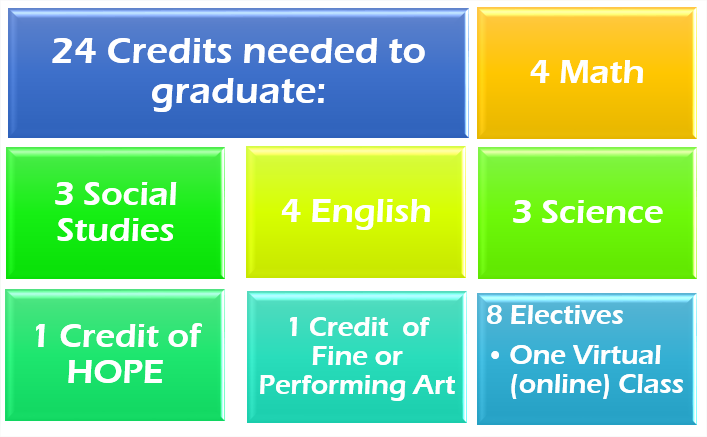 24 Credits needed to
graduate:
4 Math
3 Social
Studies
4 English
3 Science
1 Credit of
HOPE
1 Credit of
Fine or
Performing Art
8 Electives
• One Virtual
(online) Class